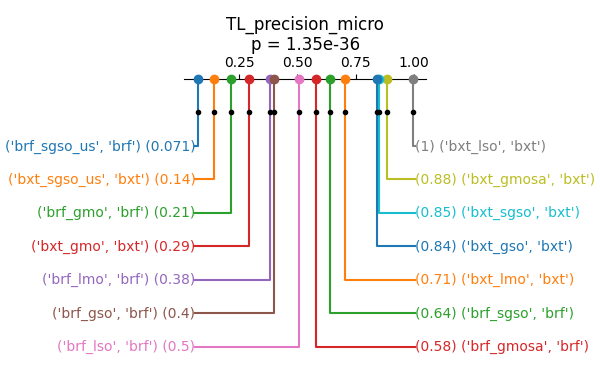 TL_precision_micro
p = 1.35e-36
0.25 0.50 0.75 1.00
('brf_sgso_us', 'brf') (0.071)
(1) ('bxt_lso', 'bxt')
('bxt_sgso_us', 'bxt') (0.14)
(0.88) ('bxt_gmosa', 'bxt')
('brf_gmo', 'brf') (0.21)
(0.85) ('bxt_sgso', 'bxt')
('bxt_gmo', 'bxt') (0.29)
(0.84) ('bxt_gso', 'bxt')
('brf_lmo', 'brf') (0.38)
(0.71) ('bxt_lmo', 'bxt')
('brf_gso', 'brf') (0.4)
(0.64) ('brf_sgso', 'brf')
('brf_lso', 'brf') (0.5)
(0.58) ('brf_gmosa', 'brf')